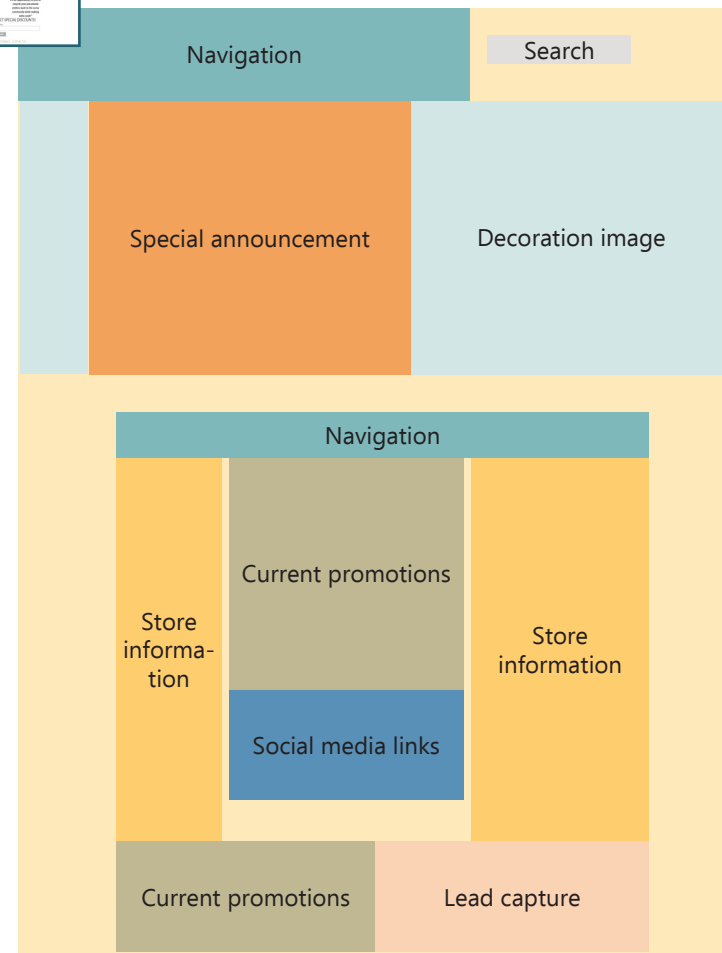 Navigation
Search
Special announcement
Decoration image
Navigation
Current promotions
Store
informa-
tion
Store
information
Social media links
Current promotions
Lead capture